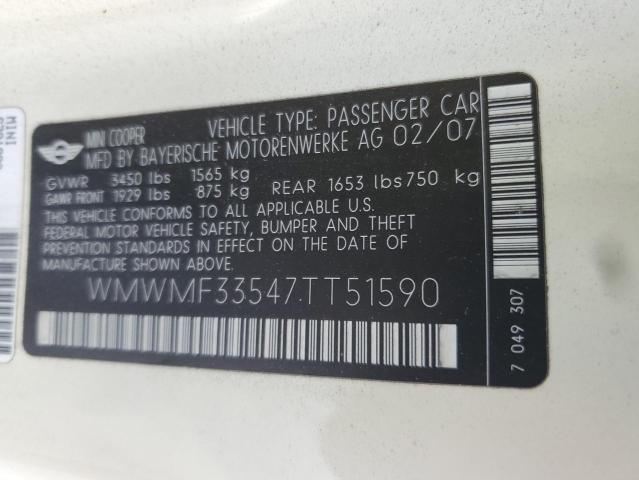 MINI
MINI COOPER VEHICLE TYPE: PASSENGER CAR
MFD BY BAYERISCHE MOTORENWERKE AG 02/07
GVWR 3450 lbs 1565 kg
GAWR FRONT 1929 lbs 875 kg REAR 1653 lbs 750 kg
THIS VEHICLE CONFORMS TO ALL APPLICABLE U.S.
FEDERAL MOTOR VEHICLE SAFETY, BUMPER AND THEFT
PREVENTION STANDARDS IN EFFECT ON THE DATE OF
MANUFACTURE SHOWN ABOVE.
WMWMF33547TT51590
7 049 307